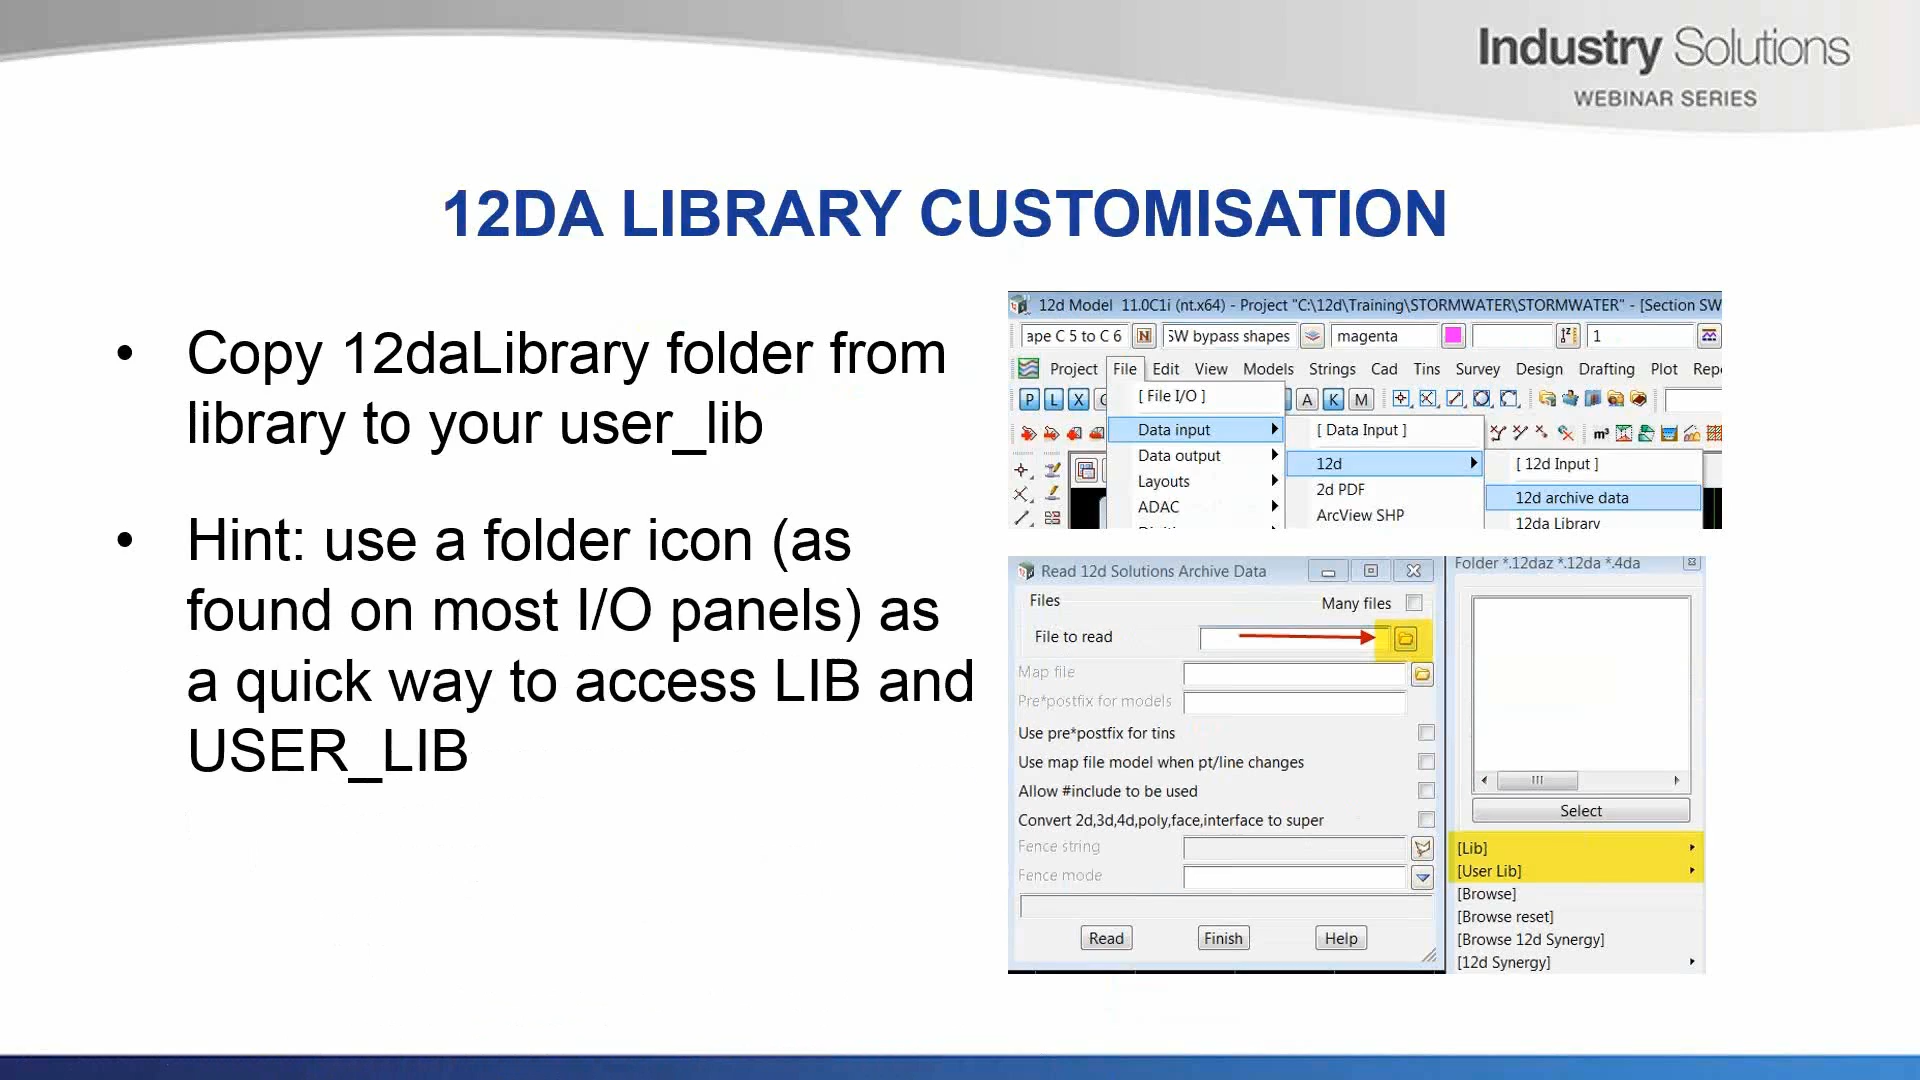 Industry Solutions
WEBINAR SERIES
12DA LIBRARY CUSTOMISATION
• Copy 12daLibrary folder from
library to your user_lib
• Hint: use a folder icon (as
found on most I/O panels) as
a quick way to access LIB and
USER_LIB
12d Model 11.0C1i (nt.x64) - Project "C:\12d\Training\STORMWATER\STORMWATER" - [Section SW
ape C 5 to C 6 N SW bypass shapes magenta 1
Project File Edit View Models Strings Cad Tins Survey Design Drafting Plot Repo
P L X A K M
[ File I/O ]
Data input
Data output
Layouts
ADAC
[ Data Input ]
12d
2d PDF
ArcView SHP
m³
[ 12d Input ]
12d archive data
12da Library
Read 12d Solutions Archive Data
Files
Many files
File to read
Map file
Pre*postfix for models
Use pre*postfix for tins
Use map file model when pt/line changes
Allow #include to be used
Convert 2d,3d,4d,poly,face,interface to super
Fence string
Fence mode
Read Finish Help
Folder *.12daz *.12da *.4da
Select
[Lib]
[User Lib]
[Browse]
[Browse reset]
[Browse 12d Synergy]
[12d Synergy]